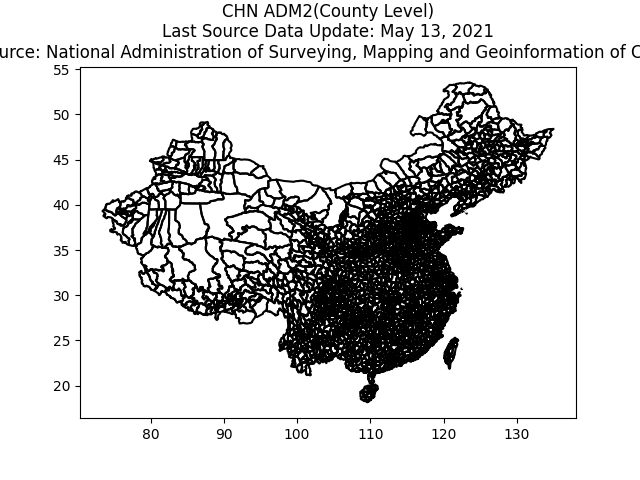 CHN ADM2(County Level)
Last Source Data Update: May 13, 2021
National Administration of Surveying, Mapping and Geoinformation of
55
50
45
40
35
30
25
20
80 90 100 110 120 130